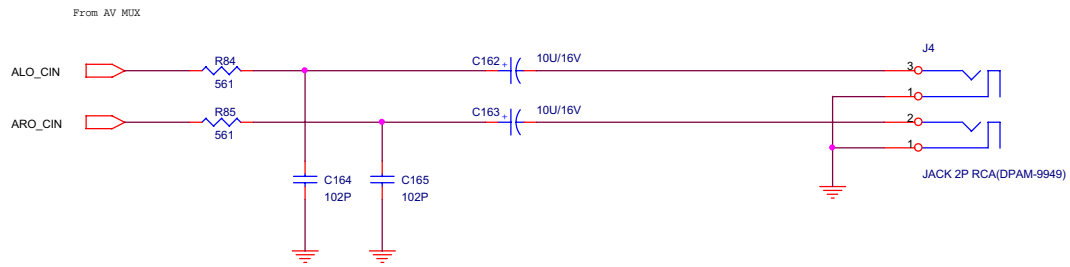 From AV MUX
ALO_CIN
R84
561
C162
+
10U/16V
J4
3
1
ARO_CIN
R85
561
C163
+
10U/16V
2
1
C164
102P
C165
102P
JACK 2P RCA(DPAM-9949)